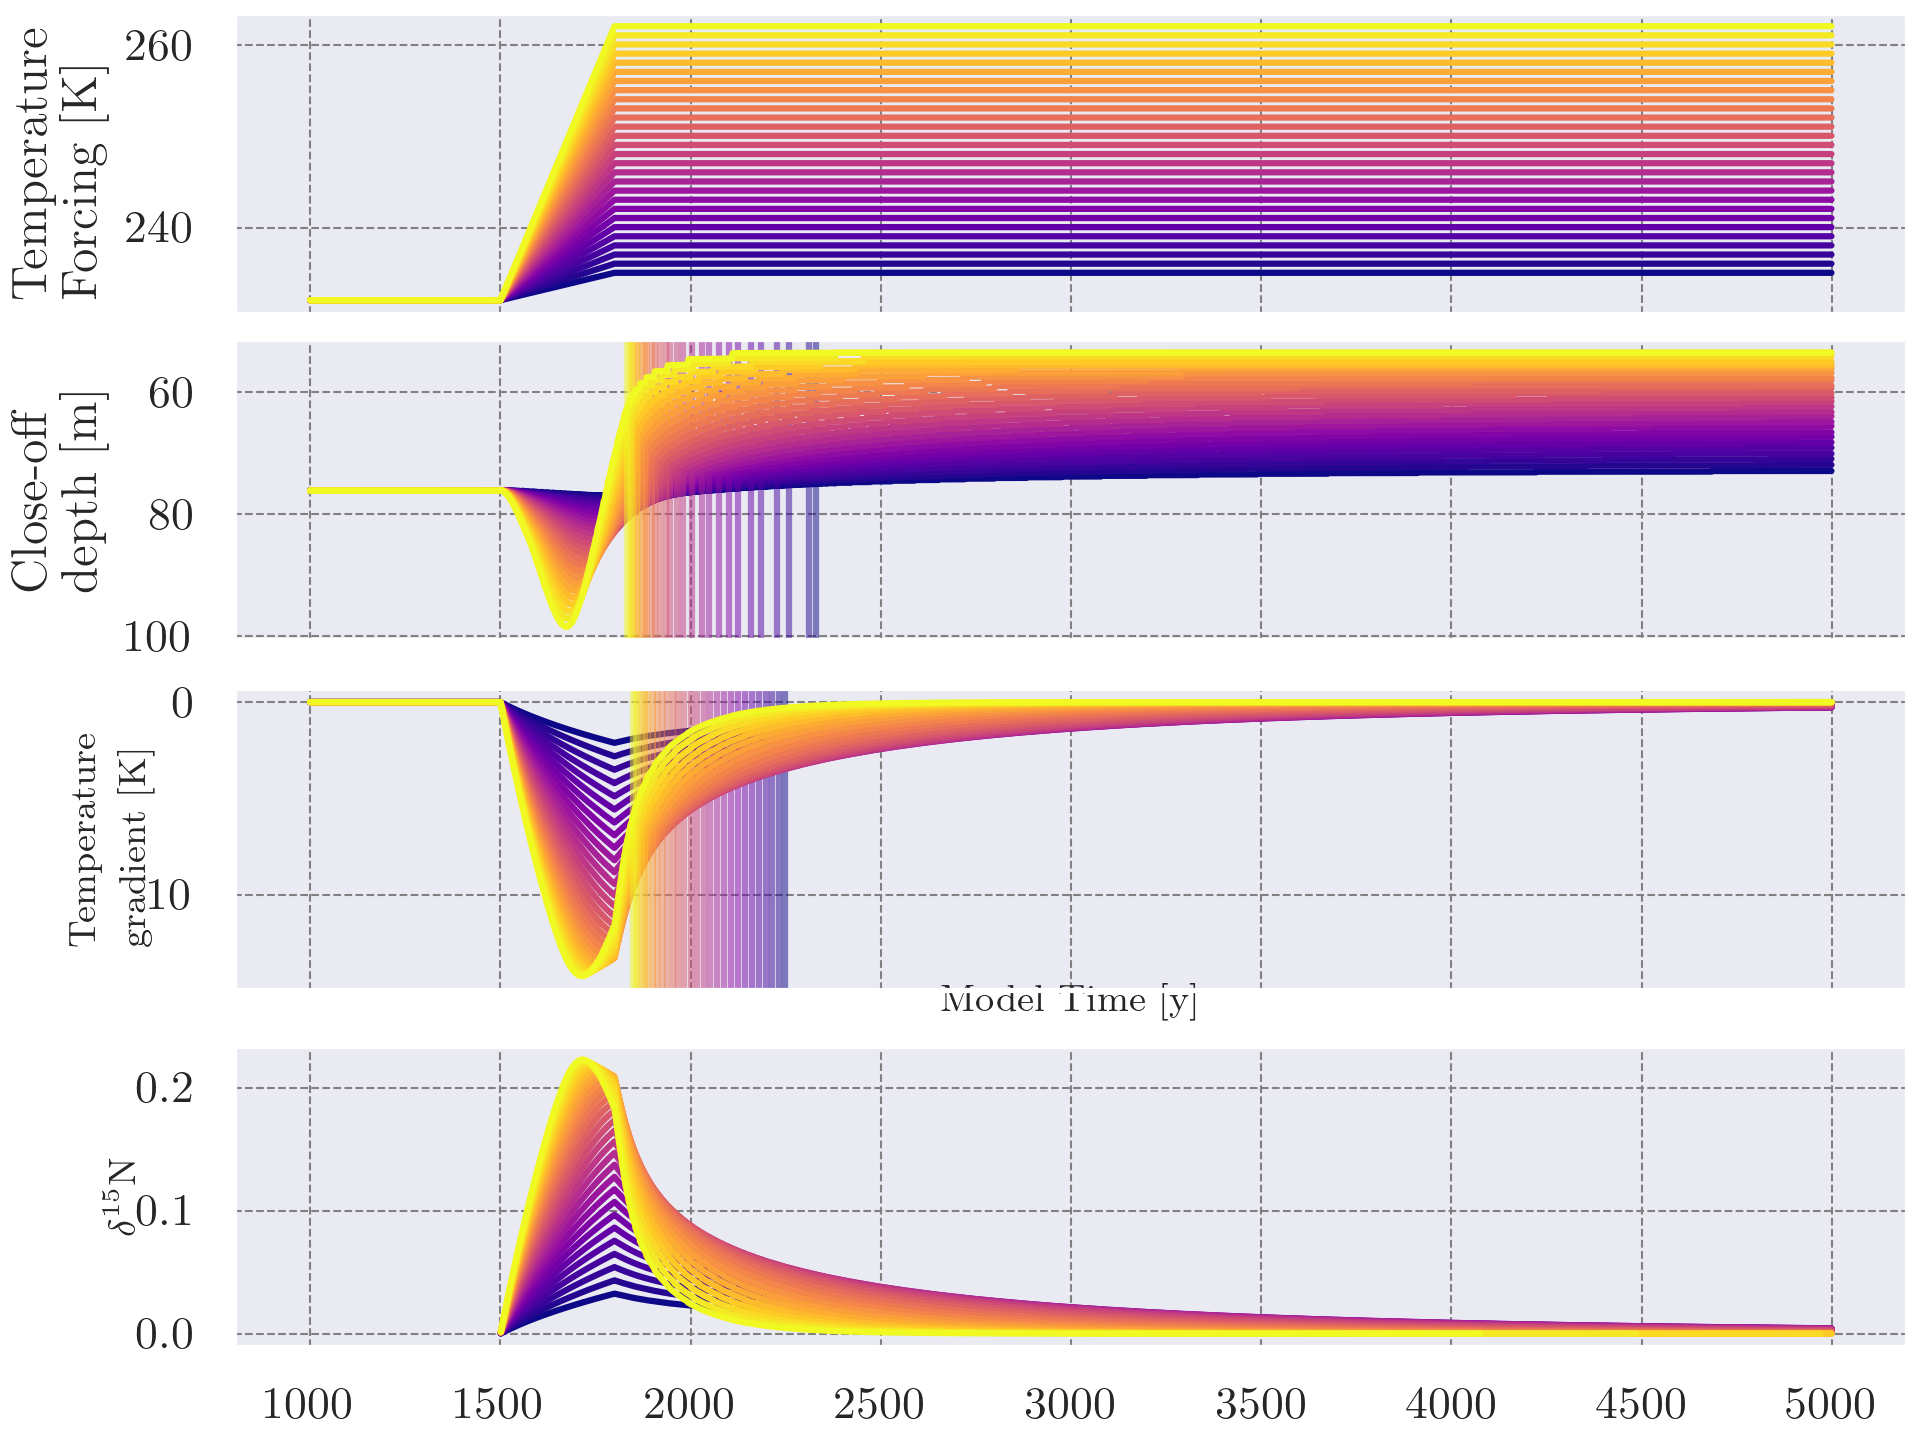 Temperature
Forcing [K]
260
240
Close-off
depth [m]
60
80
100
Temperature
gradient [K]
0
10
Model Time [y]
δ¹⁵N
0.2
0.1
0.0
1000 1500 2000 2500 3000 3500 4000 4500 5000